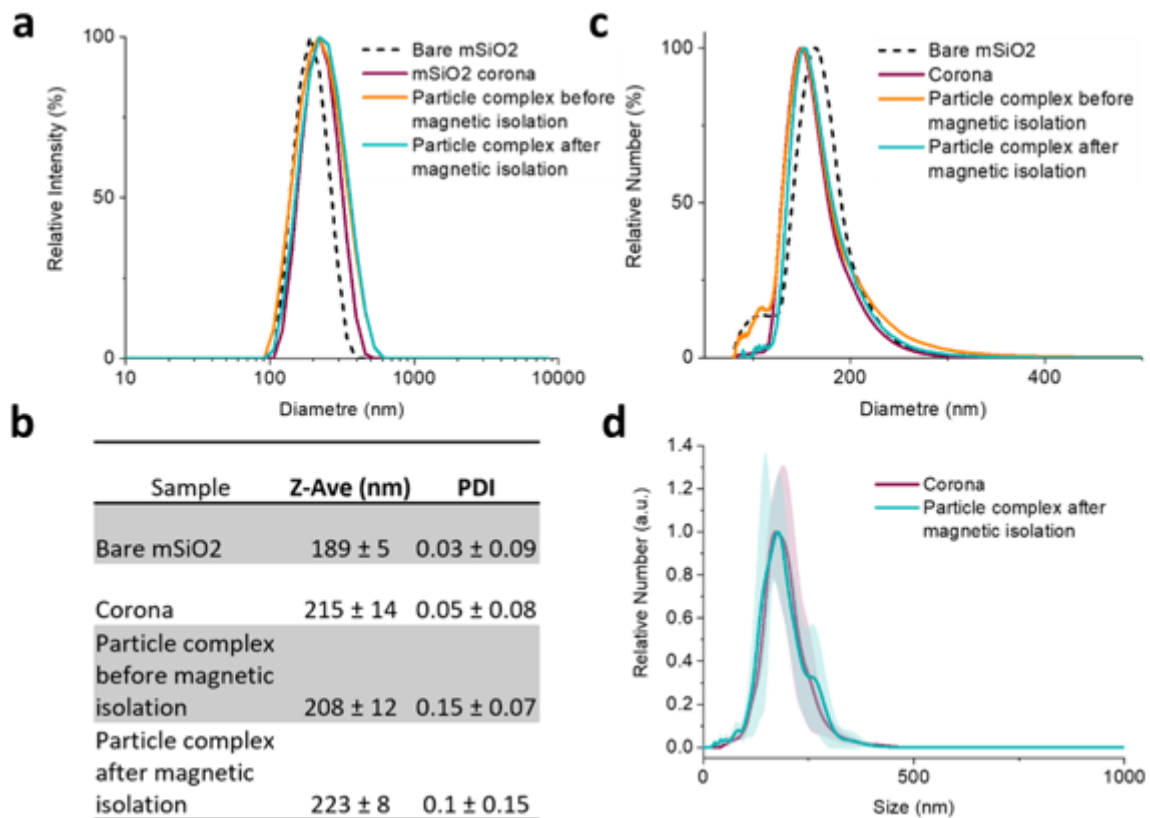 a
100
50
0
10
100
1000
10000
Relative Intensity (%)
Diametre (nm)
Bare mSiO2
mSiO2 corona
Particle complex before
magnetic isolation
Particle complex after
magnetic isolation
c
100
50
0
200
400
Relative Number (%)
Diametre (nm)
Bare mSiO2
Corona
Particle complex before
magnetic isolation
Particle complex after
magnetic isolation
b
Sample Z-Ave (nm) PDI
Bare mSiO2 189 ± 5 0.03 ± 0.09
Corona 215 ± 14 0.05 ± 0.08
Particle complex
before magnetic
isolation 208 ± 12 0.15 ± 0.07
Particle complex
after magnetic
isolation 223 ± 8 0.1 ± 0.15
d
1.4
1.2
1.0
0.8
0.6
0.4
0.2
0.0
0
500
1000
Relative Number (a.u.)
Size (nm)
Corona
Particle complex after
magnetic isolation